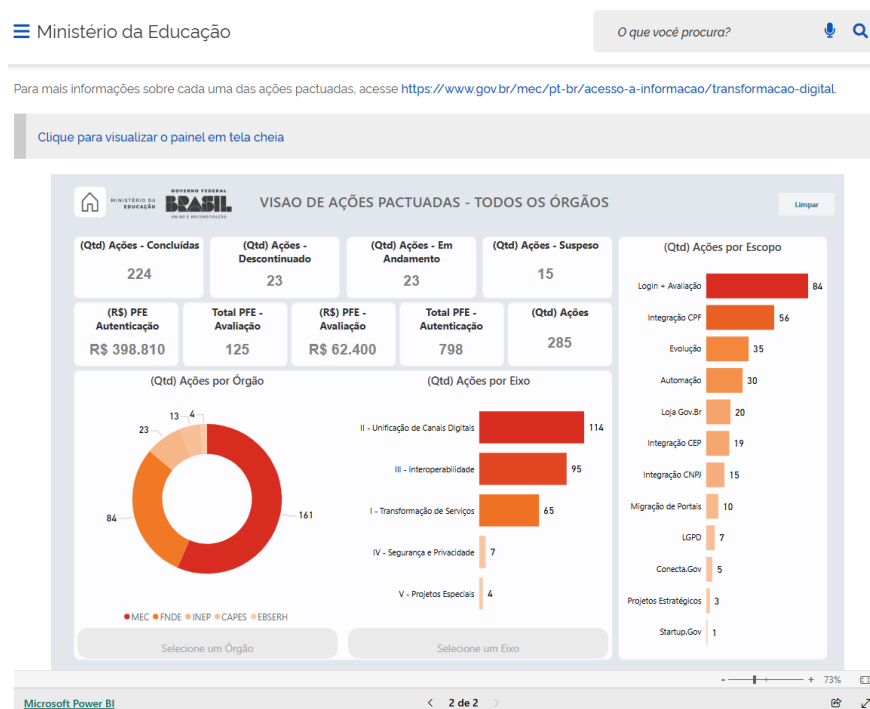 Ministério da Educação
O que você procura?
Para mais informações sobre cada uma das ações pactuadas, acesse https://www.gov.br/mec/pt-br/acesso-a-informacao/transformacao-digital.
Clique para visualizar o painel em tela cheia
MINISTÉRIO DA
EDUCAÇÃO
GOVERNO FEDERAL
BRASIL
UNIÃO E RECONSTRUÇÃO
VISAO DE AÇÕES PACTUADAS - TODOS OS ÓRGÃOS
Limpar
(Qtd) Ações - Concluídas
224
(Qtd) Ações -
Descontinuado
23
(Qtd) Ações - Em
Andamento
23
(Qtd) Ações - Suspeso
15
(R$) PFE
Autenticação
R$ 398.810
Total PFE -
Avaliação
125
(R$) PFE -
Avaliação
R$ 62.400
Total PFE -
Autenticação
798
(Qtd) Ações
285
(Qtd) Ações por Órgão
13
4
23
84
161
MEC FNDE INEP CAPES EBSERH
Selecione um Órgão
(Qtd) Ações por Eixo
II - Unificação de Canais Digitais 114
III - Interoperabilidade 95
I - Transformação de Serviços 65
IV - Segurança e Privacidade 7
V - Projetos Especiais 4
Selecione um Eixo
(Qtd) Ações por Escopo
Login + Avaliação 84
Integração CPF 56
Evolução 35
Automação 30
Loja Gov.Br 20
Integração CEP 19
Integração CNPJ 15
Migração de Portais 10
LGPD 7
Conecta.Gov 5
Projetos Estratégicos 3
Startup.Gov 1
- + 73%
Microsoft Power BI
2 de 2